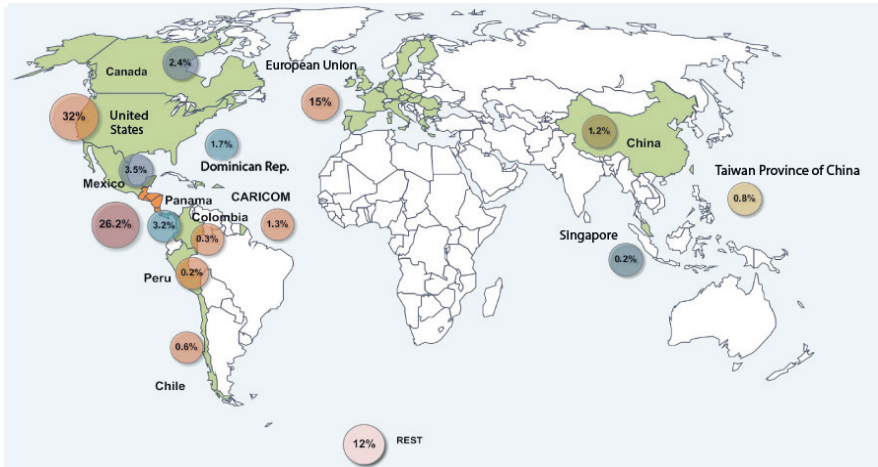 2.4%
Canada
European Union
32%
United
States
15%
1.2%
China
1.7%
Dominican Rep.
3.5%
Mexico
Taiwan Province of China
0.8%
Panama
CARICOM
26.2%
3.2%
Colombia
0.3%
1.3%
Singapore
0.2%
Peru
0.2%
0.6%
Chile
12%
REST